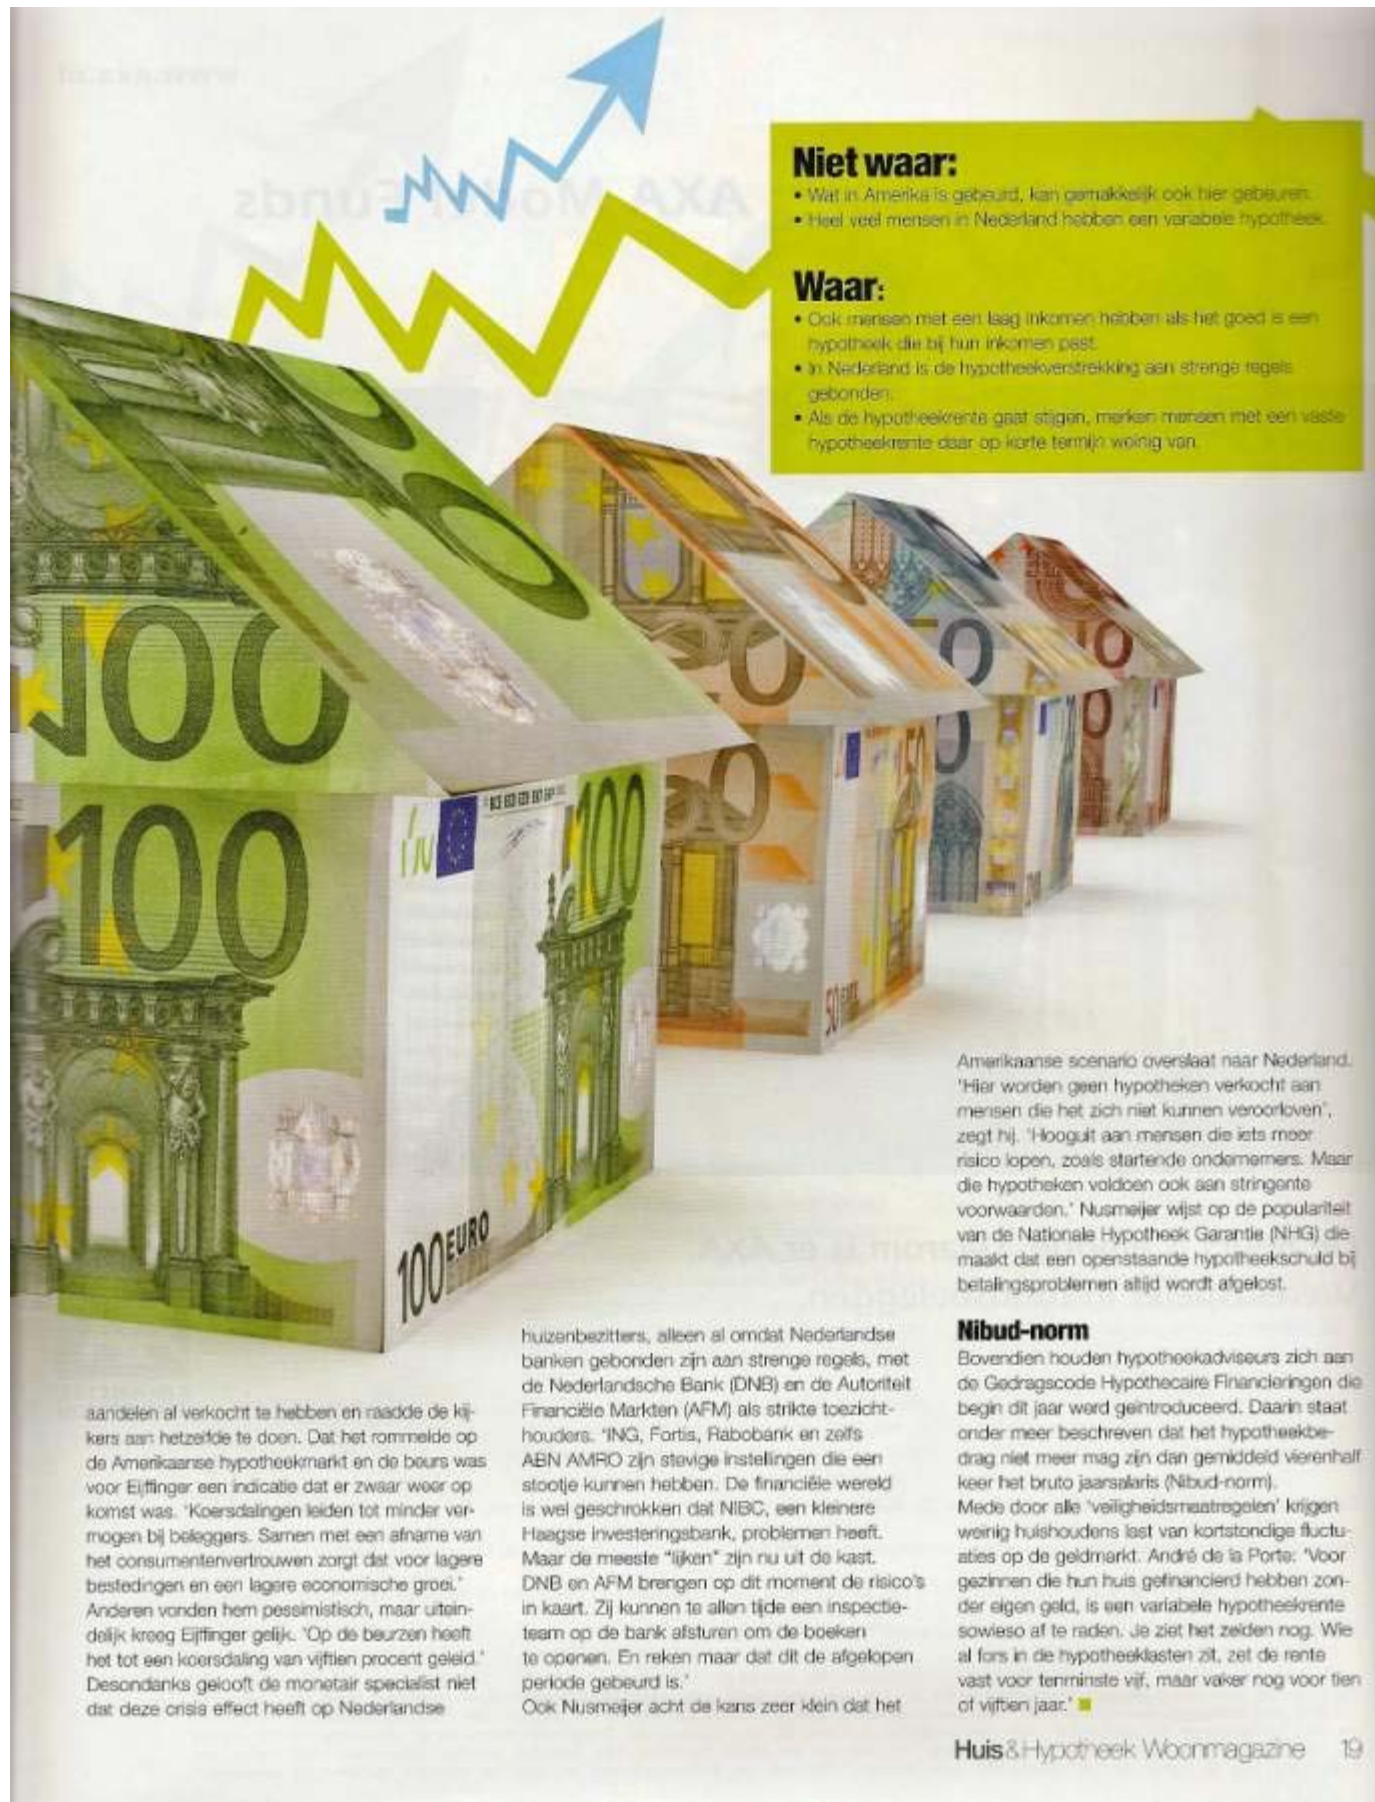 Niet waar:
• Wat in Amerika is gebeurd, kan gemakkelijk ook hier gebeuren.
• Heel veel mensen in Nederland hebben een variabele hypotheek.
Waar:
• Ook mensen met een laag inkomen hebben als het goed is een
hypotheek die bij hun inkomen past.
• In Nederland is de hypotheekverstrekking aan strenge regels
gebonden.
• Als de hypotheekrente gaat stijgen, merken mensen met een vaste
hypotheekrente daar op korte termijn weinig van.
100
100
100
BCE ECB EZB EKT EKP
100 EURO
50
50 EURO
20
10
aandelen al verkocht te hebben en raadde de kij-
kers aan hetzelfde te doen. Dat het rommelde op
de Amerikaanse hypotheekmarkt en de beurs was
voor Eijffinger een indicatie dat er zwaar weer op
komst was. 'Koersdalingen leiden tot minder ver-
mogen bij beleggers. Samen met een afname van
het consumentenvertrouwen zorgt dat voor lagere
bestedingen en een lagere economische groei.'
Anderen vonden hem pessimistisch, maar uitein-
delijk kreeg Eijffinger gelijk. 'Op de beurzen heeft
het tot een koersdaling van vijftien procent geleid.'
Desondanks gelooft de monetair specialist niet
dat deze crisis effect heeft op Nederlandse
huizenbezitters, alleen al omdat Nederlandse
banken gebonden zijn aan strenge regels, met
de Nederlandsche Bank (DNB) en de Autoriteit
Financiële Markten (AFM) als strikte toezicht-
houders. 'ING, Fortis, Rabobank en zelfs
ABN AMRO zijn stevige instellingen die een
stootje kunnen hebben. De financiële wereld
is wel geschrokken dat NIBC, een kleinere
Haagse investeringsbank, problemen heeft.
Maar de meeste "lijken" zijn nu uit de kast.
DNB en AFM brengen op dit moment de risico's
in kaart. Zij kunnen te allen tijde een inspectie-
team op de bank afsturen om de boeken
te openen. En reken maar dat dit de afgelopen
periode gebeurd is.'
Ook Nusmeijer acht de kans zeer klein dat het
Amerikaanse scenario overslaat naar Nederland.
'Hier worden geen hypotheken verkocht aan
mensen die het zich niet kunnen veroorloven',
zegt hij. 'Hooguit aan mensen die iets meer
risico lopen, zoals startende ondernemers. Maar
die hypotheken voldoen ook aan stringente
voorwaarden.' Nusmeijer wijst op de populariteit
van de Nationale Hypotheek Garantie (NHG) die
maakt dat een openstaande hypotheekschuld bij
betalingsproblemen altijd wordt afgelost.
Nibud-norm
Bovendien houden hypotheekadviseurs zich aan
de Gedragscode Hypothecaire Financieringen die
begin dit jaar werd geïntroduceerd. Daarin staat
onder meer beschreven dat het hypotheekbe-
drag niet meer mag zijn dan gemiddeld vierenhalf
keer het bruto jaarsalaris (Nibud-norm).
Mede door alle 'veiligheidsmaatregelen' krijgen
weinig huishoudens last van kortstondige fluctu-
aties op de geldmarkt. André de la Porte: 'Voor
gezinnen die hun huis gefinancierd hebben zon-
der eigen geld, is een variabele hypotheekrente
sowieso af te raden. Je ziet het zelden nog. Wie
al fors in de hypotheeklasten zit, zet de rente
vast voor tenminste vijf, maar vaker nog voor tien
of vijftien jaar.'
Huis&Hypotheek Woonmagazine 19